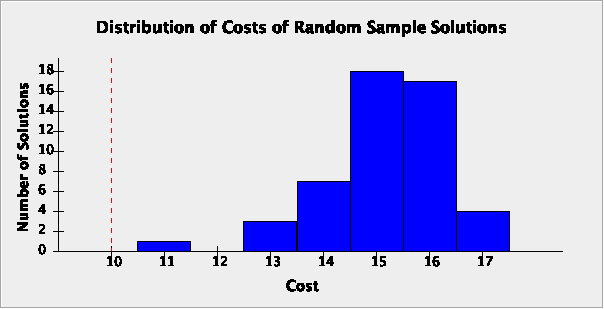 Distribution of Costs of Random Sample Solutions
Number of Solutions
18
16
14
12
10
8
6
4
2
0
10 11 12 13 14 15 16 17
Cost